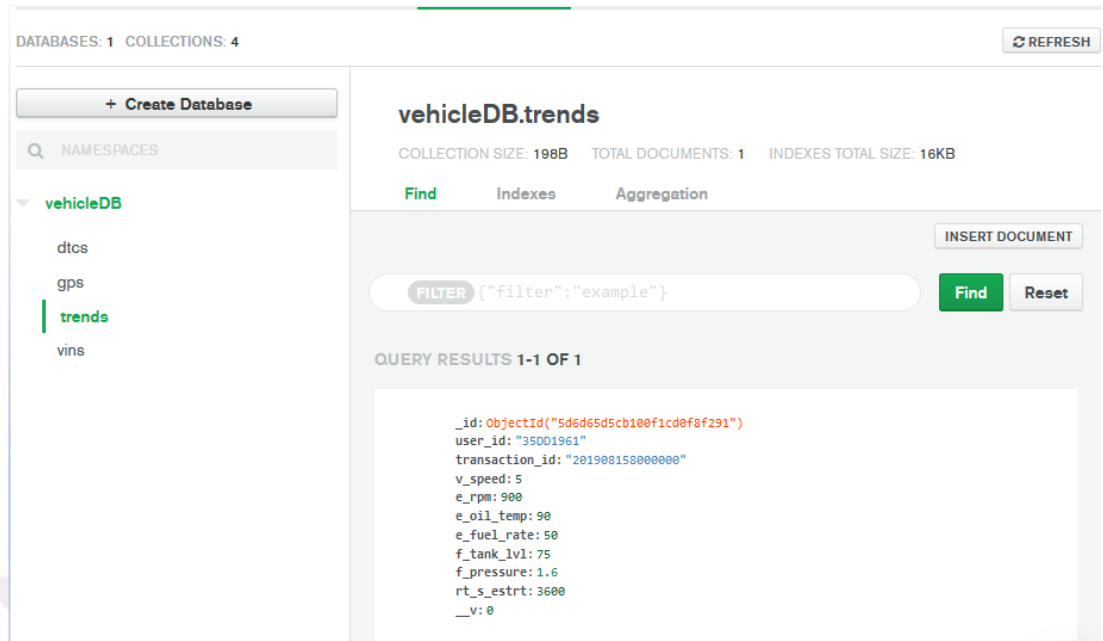 DATABASES: 1 COLLECTIONS: 4
REFRESH
+ Create Database
NAMESPACES
vehicleDB
dtcs
gps
trends
vins
vehicleDB.trends
COLLECTION SIZE: 198B TOTAL DOCUMENTS: 1 INDEXES TOTAL SIZE: 16KB
Find Indexes Aggregation
INSERT DOCUMENT
FILTER {"filter":"example"}
Find Reset
QUERY RESULTS 1-1 OF 1
_id: ObjectId("5d6d65d5cb100f1cd0f8f291")
user_id: "35DD1961"
transaction_id: "201908158000000"
v_speed: 5
e_rpm: 900
e_oil_temp: 90
e_fuel_rate: 50
f_tank_lvl: 75
f_pressure: 1.6
rt_s_estrt: 3600
__v: 0